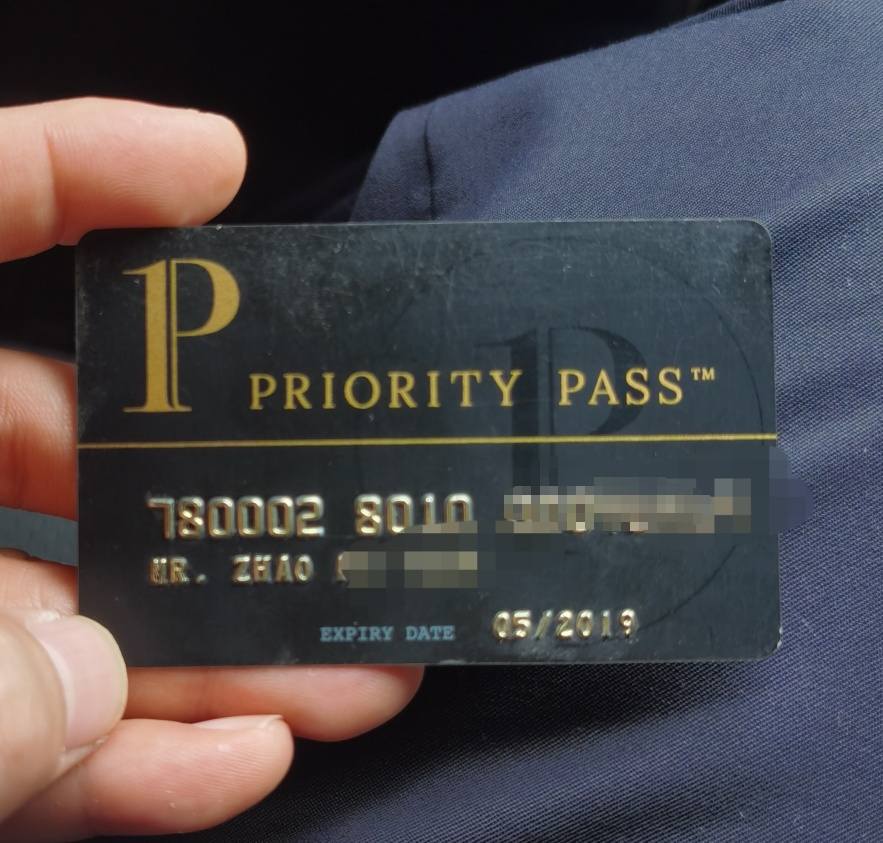 P PRIORITY PASS™
780002 8010
MR. ZHAO
EXPIRY DATE 05/2019